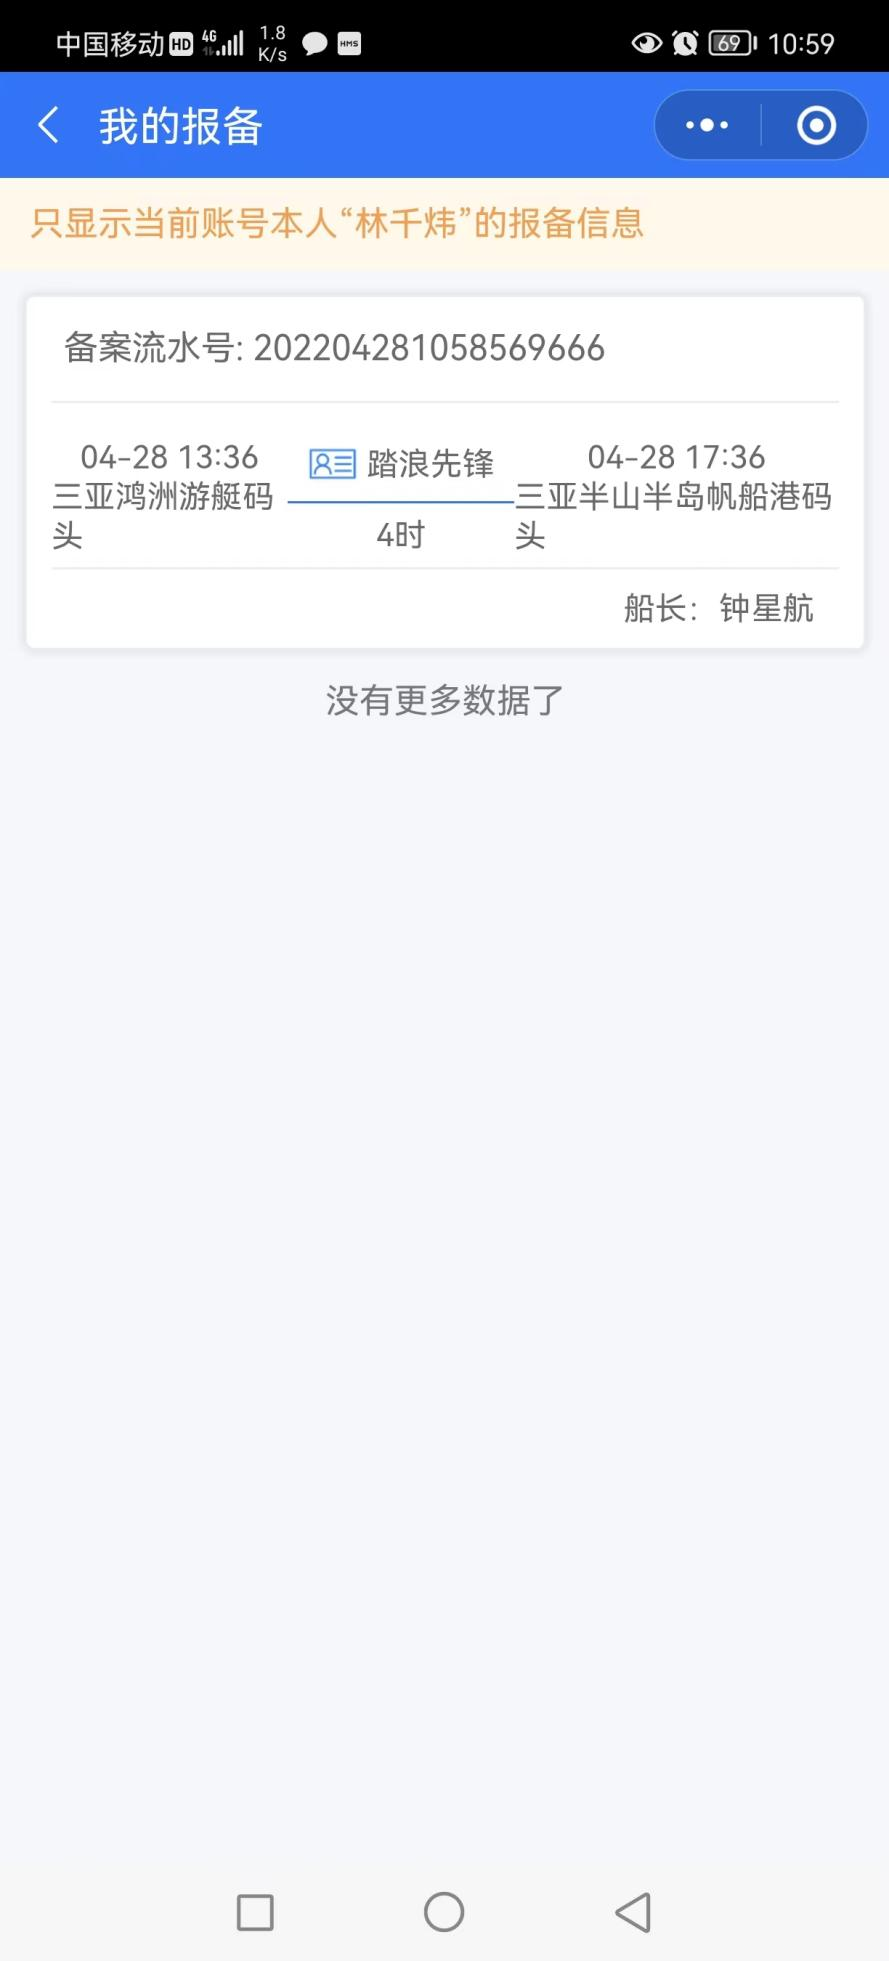 中国移动 HD 4G 1.8 K/s HMS 69 10:59
我的报备
只显示当前账号本人“林千炜”的报备信息
备案流水号: 202204281058569666
04-28 13:36
三亚鸿洲游艇码
头
踏浪先锋
4时
04-28 17:36
三亚半山半岛帆船港码
头
船长: 钟星航
没有更多数据了